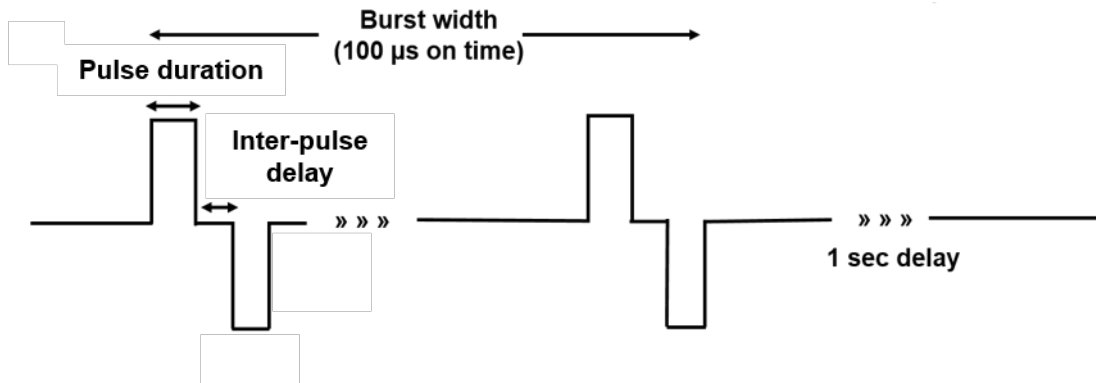 Burst width
(100 µs on time)
Pulse duration
Inter-pulse
delay
» » »
» » »
1 sec delay